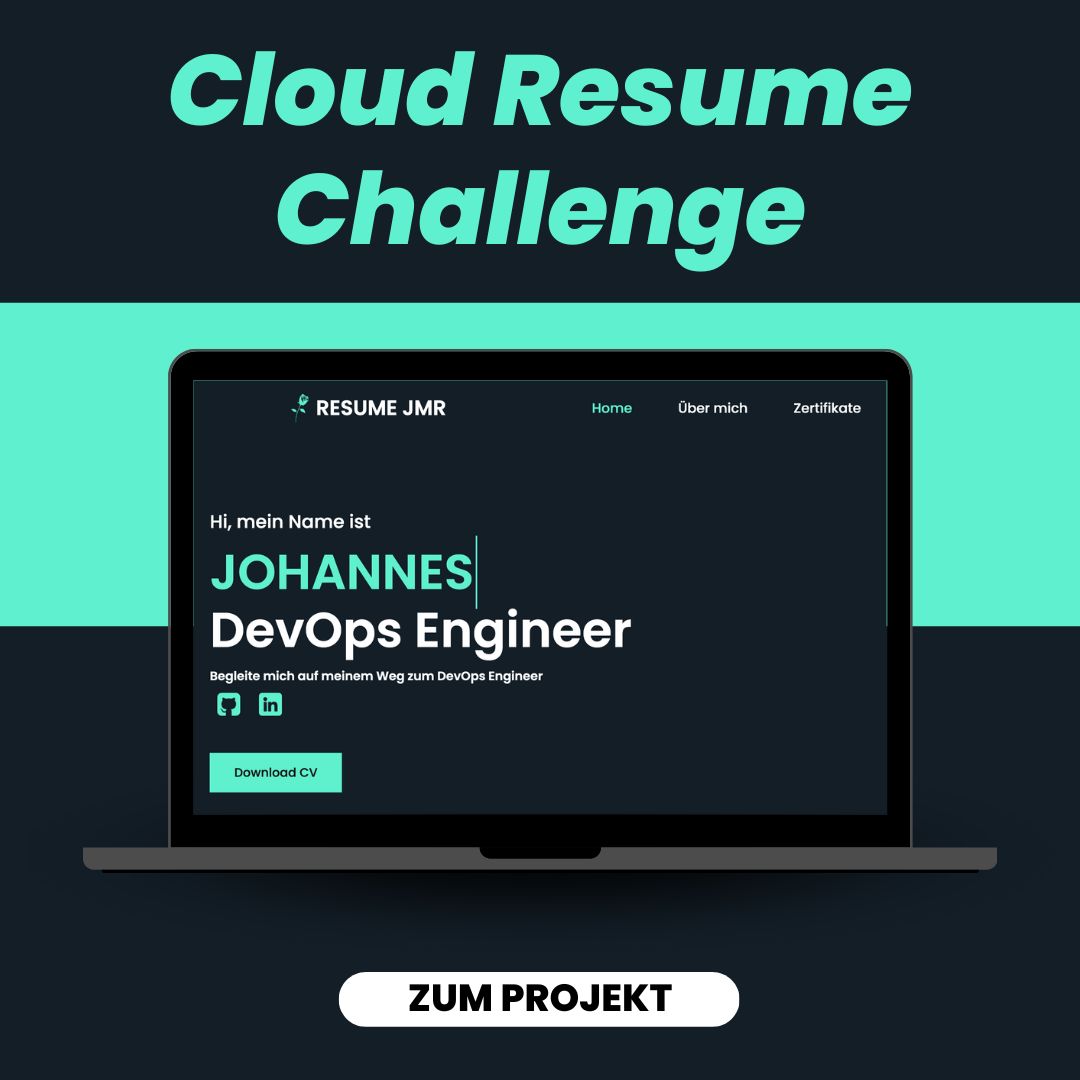 Cloud Resume
Challenge
RESUME JMR
Home
Über mich
Zertifikate
Hi, mein Name ist
JOHANNES
DevOps Engineer
Begleite mich auf meinem Weg zum DevOps Engineer
in
Download CV
ZUM PROJEKT